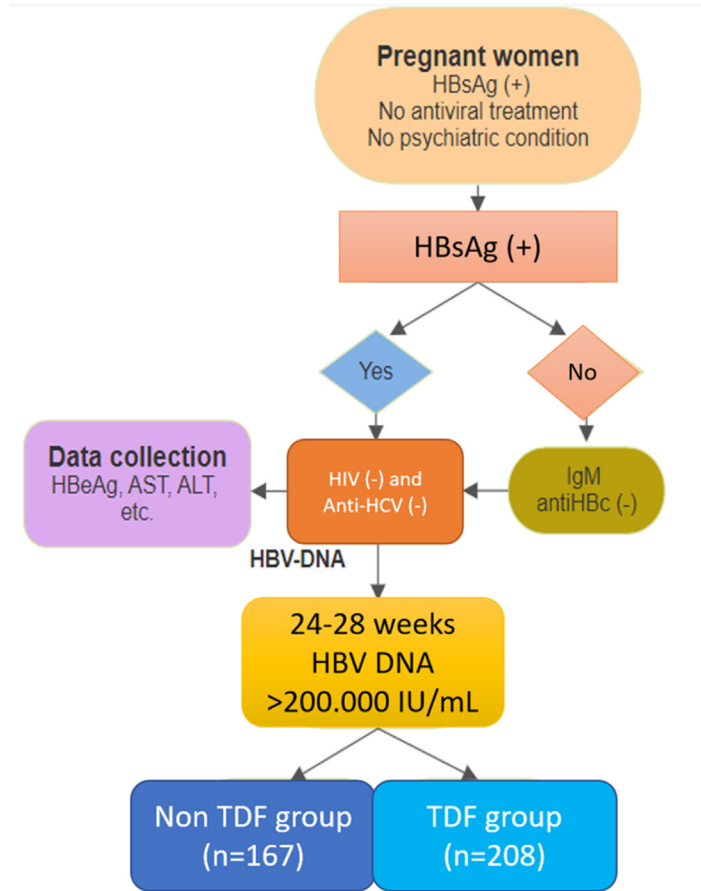 Pregnant women
HBsAg (+)
No antiviral treatment
No psychiatric condition
HBsAg (+)
Yes
No
Data collection
HBeAg, AST, ALT,
etc.
HIV (-) and
Anti-HCV (-)
IgM
antiHBc (-)
HBV-DNA
24-28 weeks
HBV DNA
>200.000 IU/mL
Non TDF group
(n=167)
TDF group
(n=208)